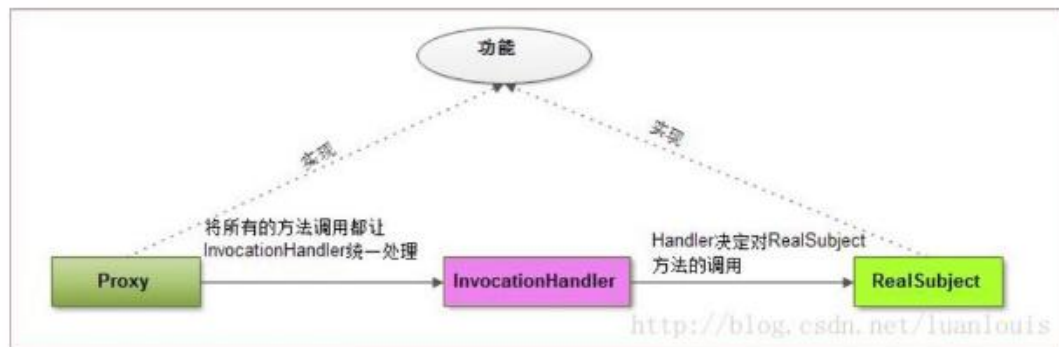 功能
实现
实现
将所有的方法调用都让
InvocationHandler统一处理
Handler决定对RealSubject
方法的调用
Proxy
InvocationHandler
RealSubject
http://blog.csdn.net/luanlouis